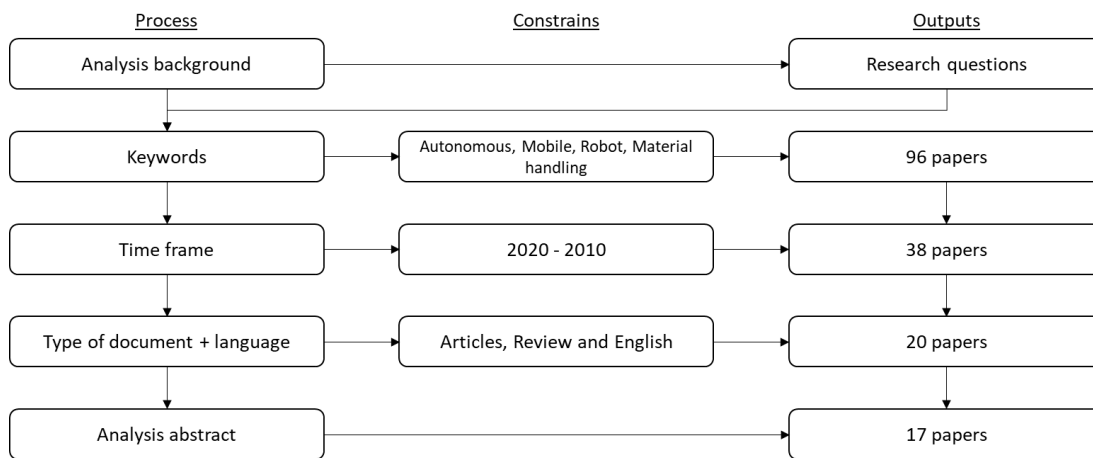 Process
Constrains
Outputs
Analysis background
Research questions
Keywords
Autonomous, Mobile, Robot, Material
handling
96 papers
Time frame
2020 - 2010
38 papers
Type of document + language
Articles, Review and English
20 papers
Analysis abstract
17 papers